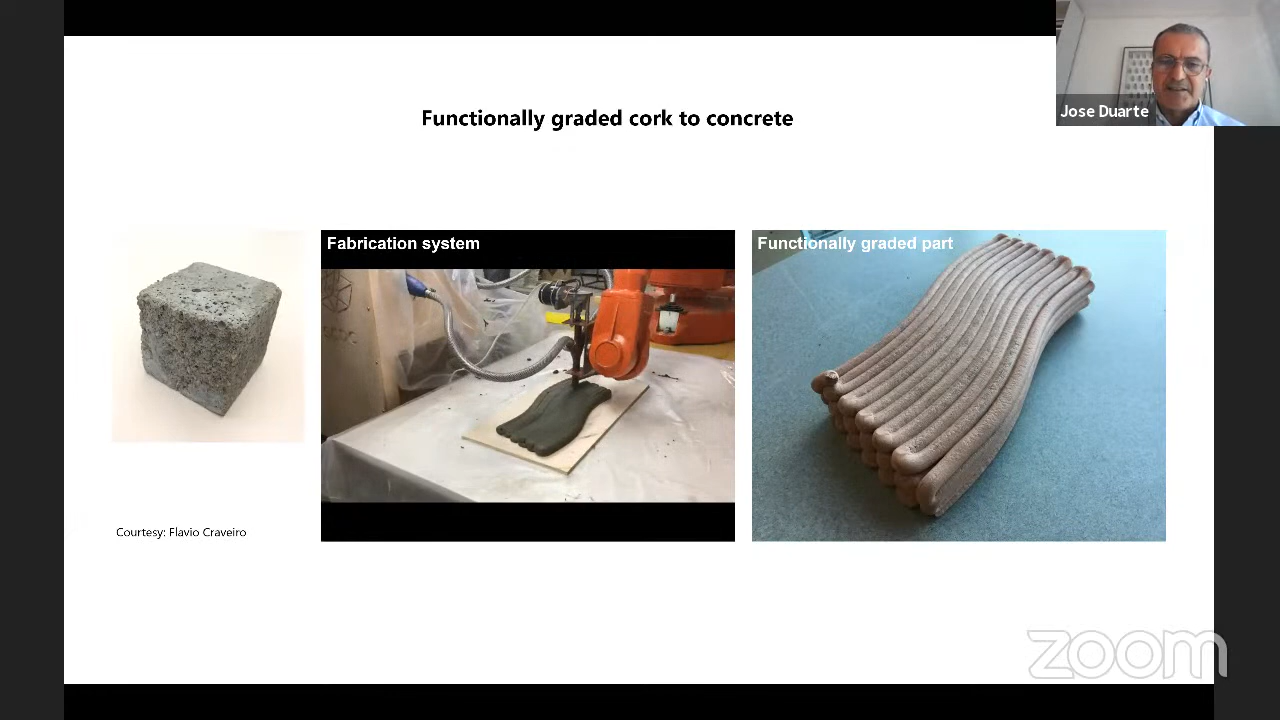 Functionally graded cork to concrete
Jose Duarte
Fabrication system
Functionally graded part
Courtesy: Flavio Craveiro
zoom